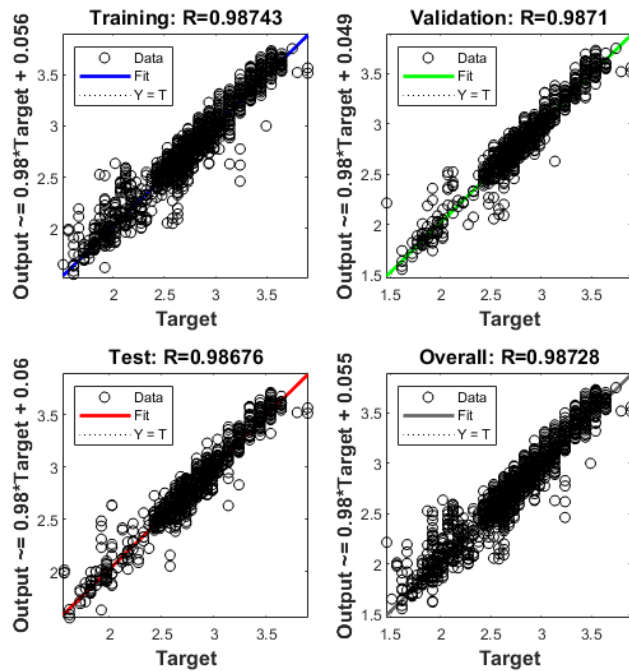 Training: R=0.98743
Output ~= 0.98*Target + 0.056
3.5
3
2.5
2
Data
Fit
Y = T
2
2.5
3
3.5
Target
Validation: R=0.9871
Output ~= 0.98*Target + 0.049
3.5
3
2.5
2
1.5
Data
Fit
Y = T
1.5
2
2.5
3
3.5
Target
Test: R=0.98676
Output ~= 0.98*Target + 0.06
3.5
3
2.5
2
Data
Fit
Y = T
2
2.5
3
3.5
Target
Overall: R=0.98728
Output ~= 0.98*Target + 0.055
3.5
3
2.5
2
1.5
Data
Fit
Y = T
1.5
2
2.5
3
3.5
Target